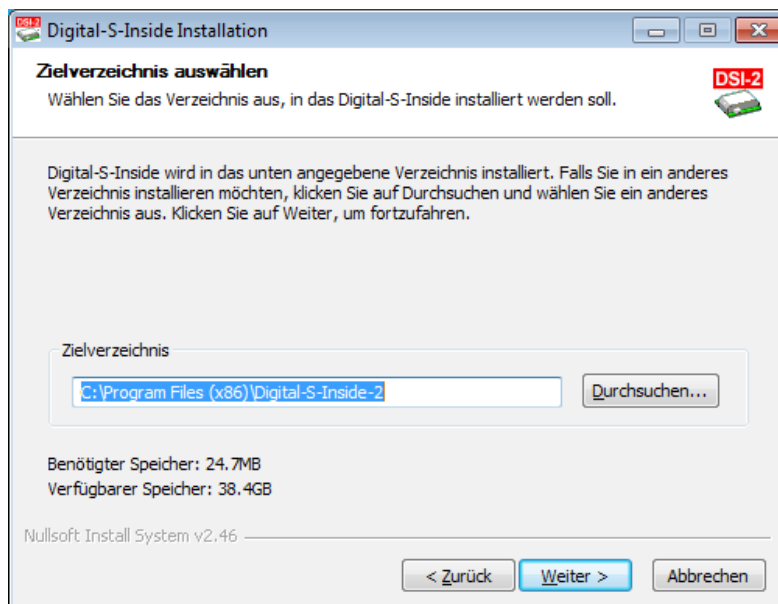 DSI-2
Digital-S-Inside Installation
Zielverzeichnis auswählen
Wählen Sie das Verzeichnis aus, in das Digital-S-Inside installiert werden soll.
DSI-2
Digital-S-Inside wird in das unten angegebene Verzeichnis installiert. Falls Sie in ein anderes
Verzeichnis installieren möchten, klicken Sie auf Durchsuchen und wählen Sie ein anderes
Verzeichnis aus. Klicken Sie auf Weiter, um fortzufahren.
Zielverzeichnis
C:\Program Files (x86)\Digital-S-Inside-2
Durchsuchen...
Benötigter Speicher: 24.7MB
Verfügbarer Speicher: 38.4GB
Nullsoft Install System v2.46
< Zurück
Weiter >
Abbrechen